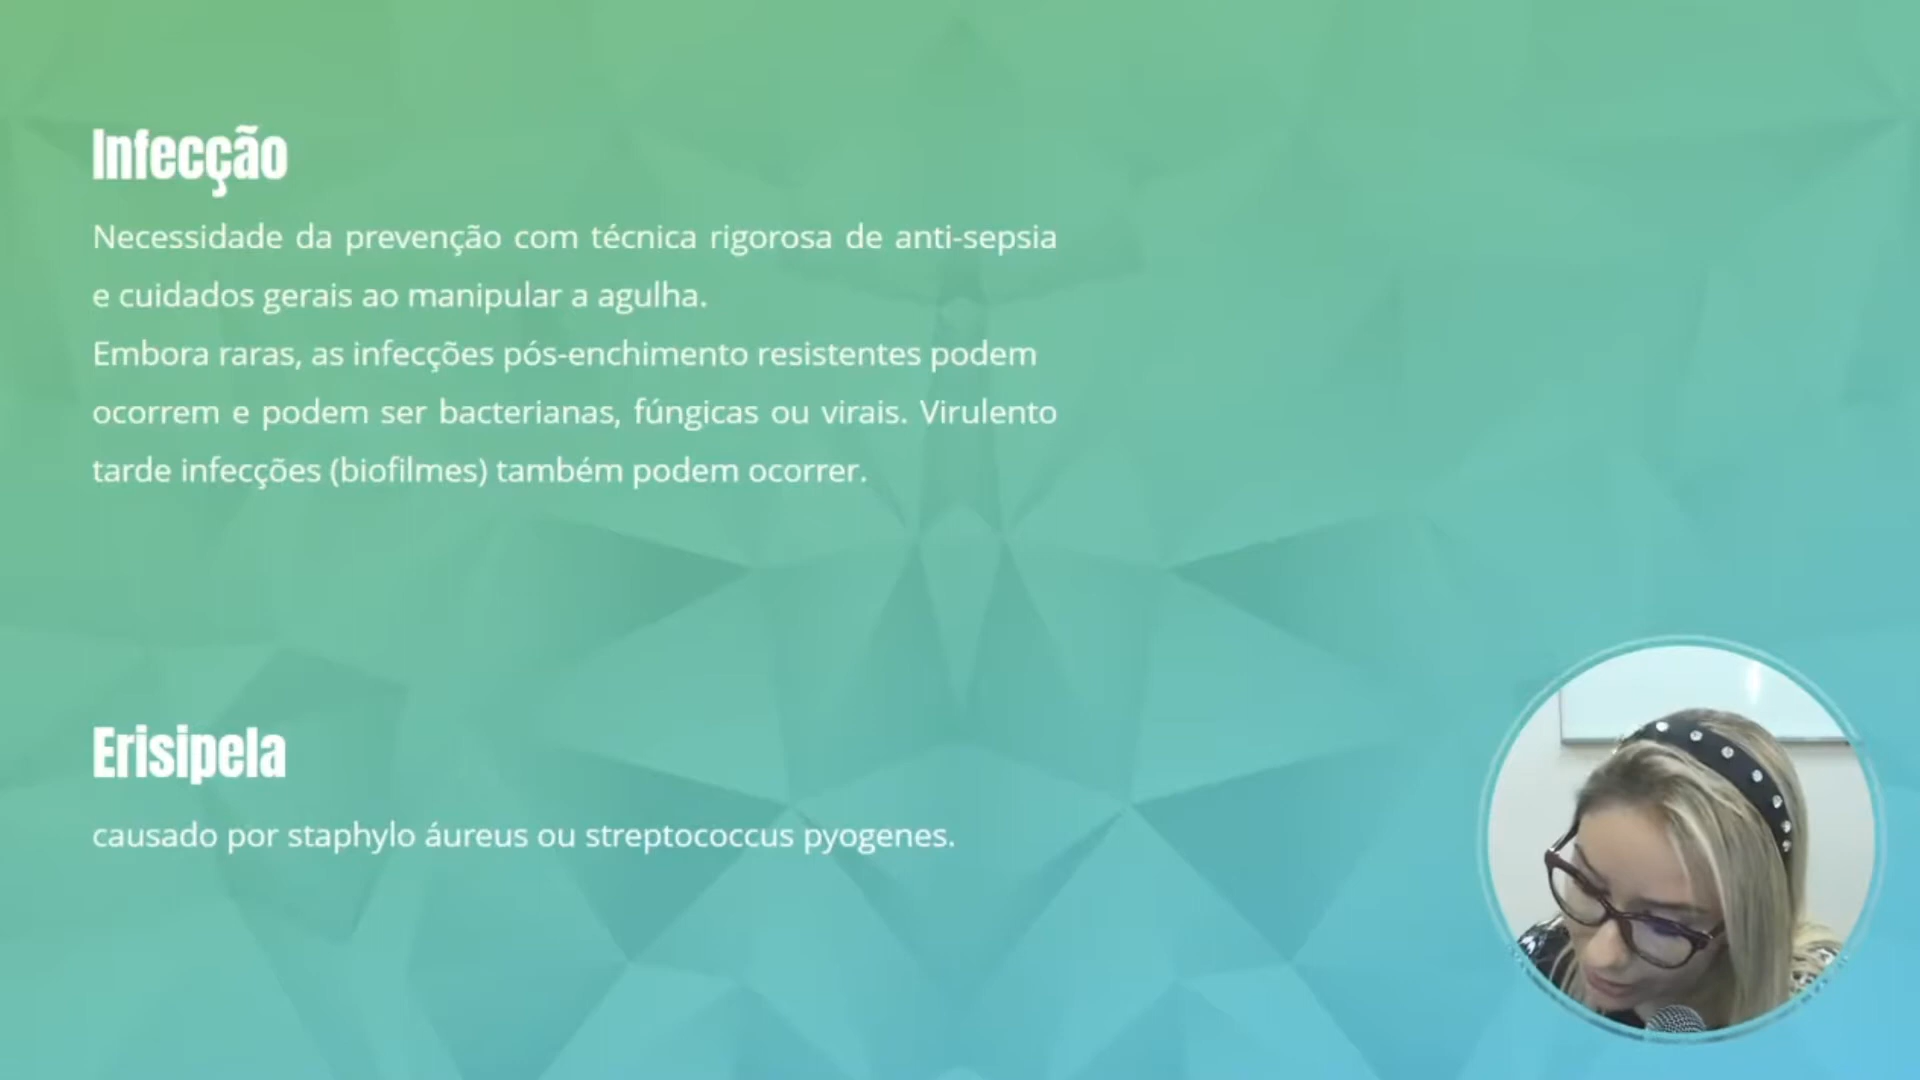 Infecção
Necessidade da prevenção com técnica rigorosa de anti-sepsia
e cuidados gerais ao manipular a agulha.
Embora raras, as infecções pós-enchimento resistentes podem
ocorrem e podem ser bacterianas, fúngicas ou virais. Virulento
tarde infecções (biofilmes) também podem ocorrer.
Erisipela
causado por staphylo áureus ou streptococcus pyogenes.